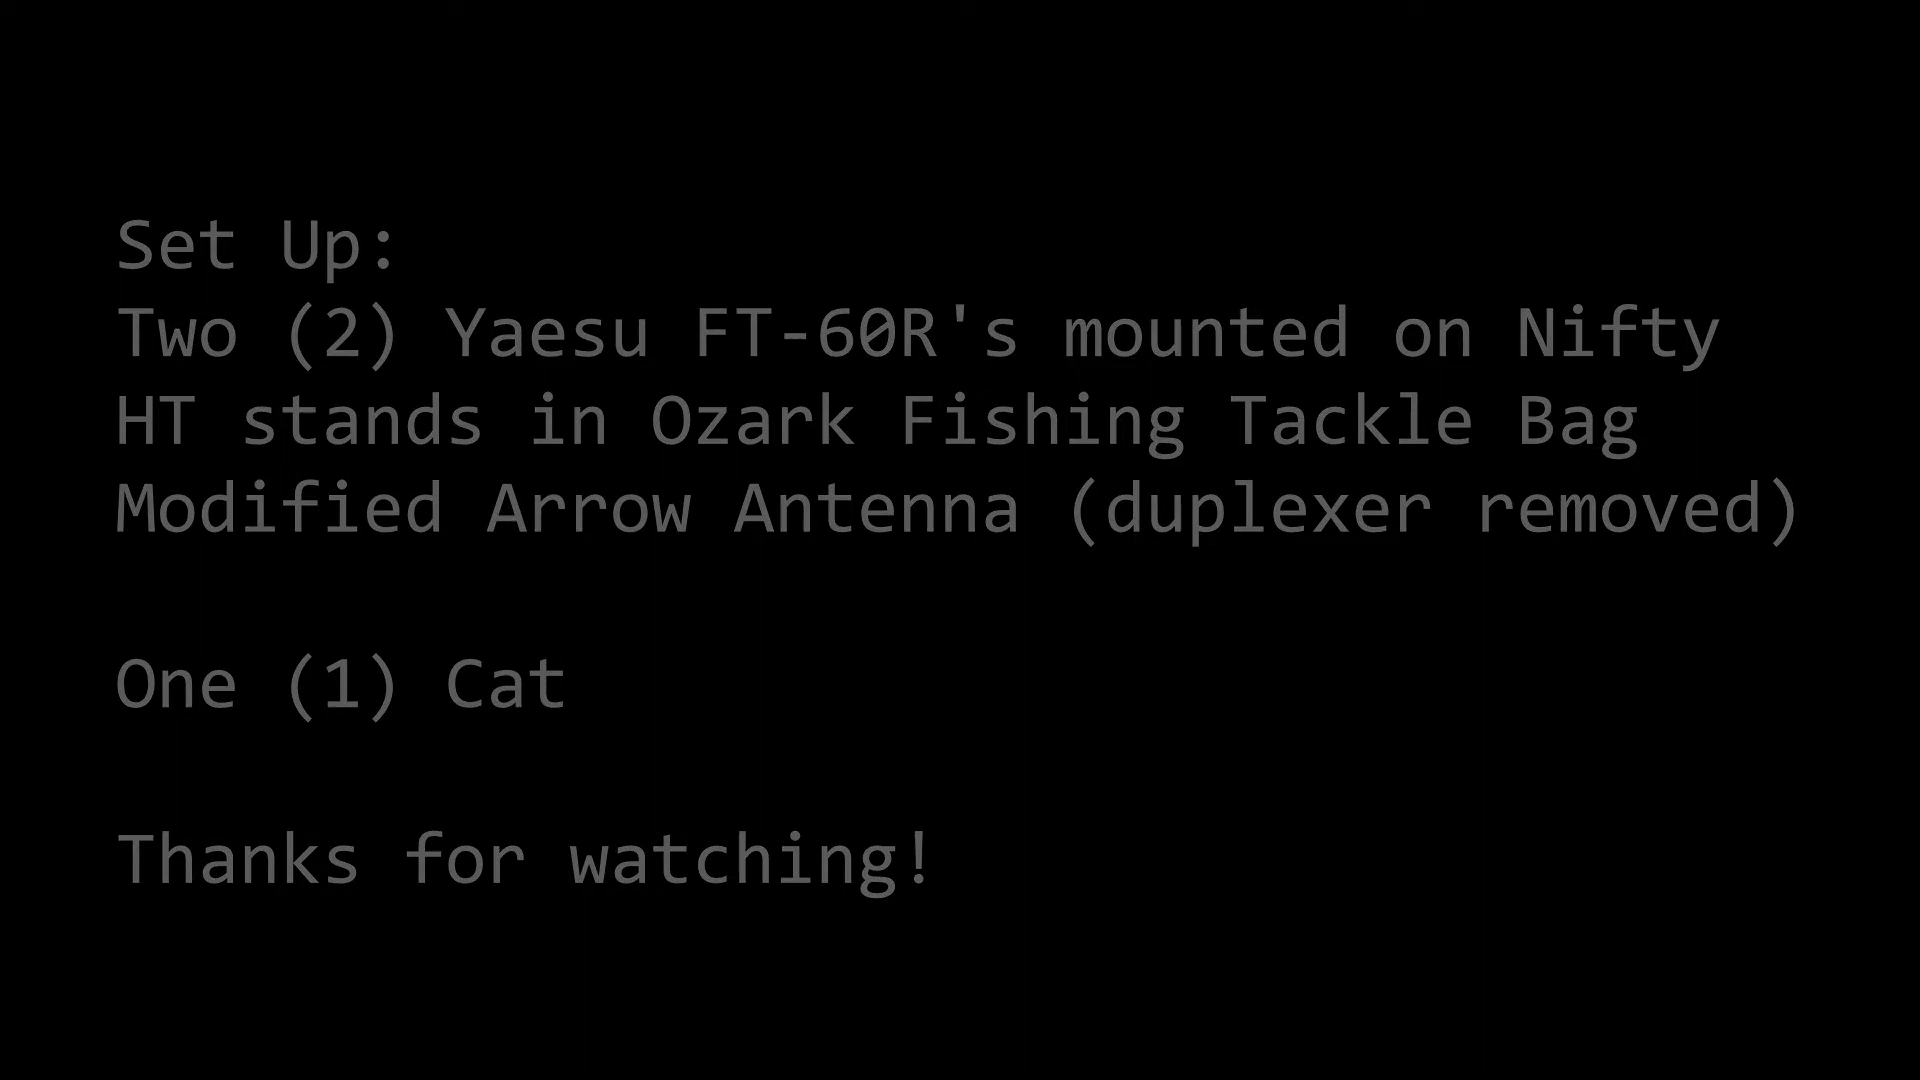 Set Up:
Two (2) Yaesu FT-60R's mounted on Nifty
HT stands in Ozark Fishing Tackle Bag
Modified Arrow Antenna (duplexer removed)
One (1) Cat
Thanks for watching!